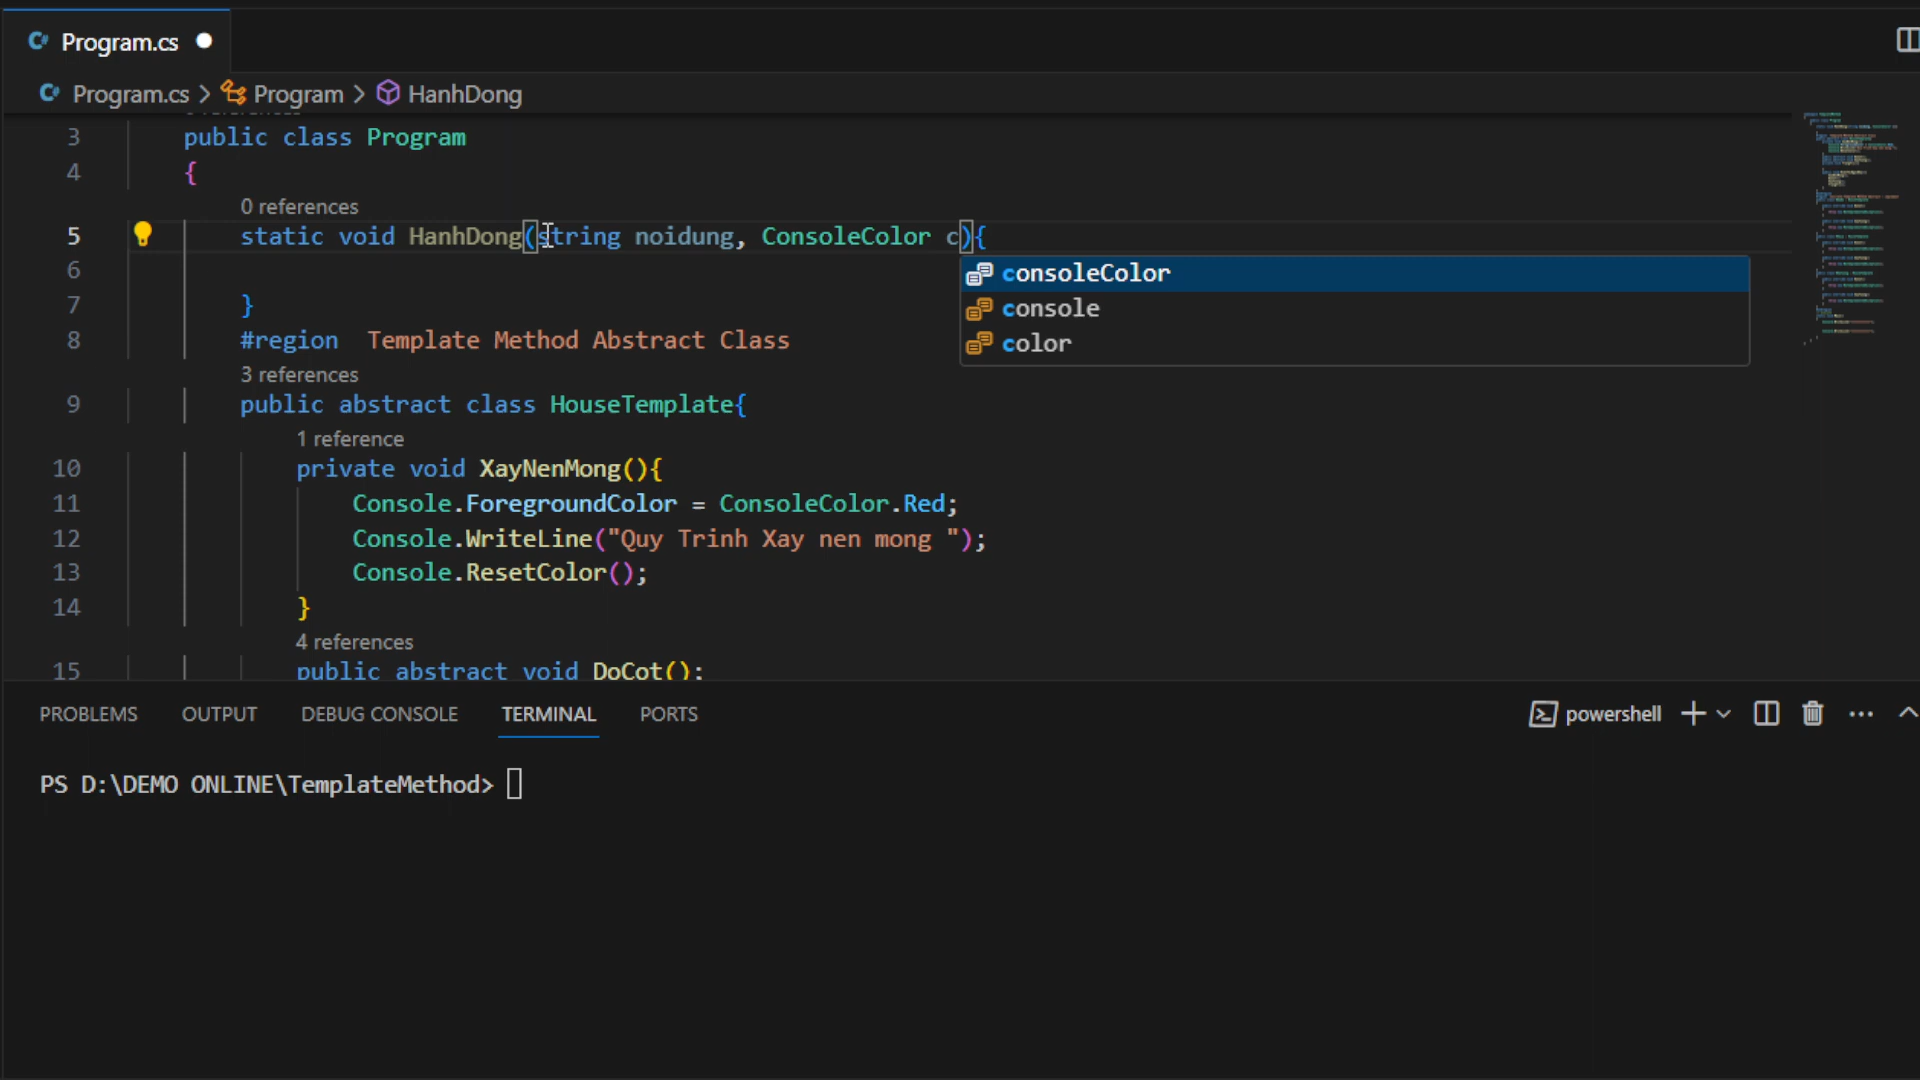 Program.cs
Program.cs > Program > HanhDong
3 public class Program
4 {
0 references
5 static void HanhDong(string noidung, ConsoleColor c){
6
consoleColor
console
color
7 }
8 #region  Template Method Abstract Class
3 references
9 public abstract class HouseTemplate{
1 reference
10 private void XayNenMong(){
11 Console.ForegroundColor = ConsoleColor.Red;
12 Console.WriteLine("Quy Trinh Xay nen mong ");
13 Console.ResetColor();
14 }
4 references
15 public abstract void DoCot();
PROBLEMS OUTPUT DEBUG CONSOLE TERMINAL PORTS powershell
PS D:\DEMO ONLINE\TemplateMethod>